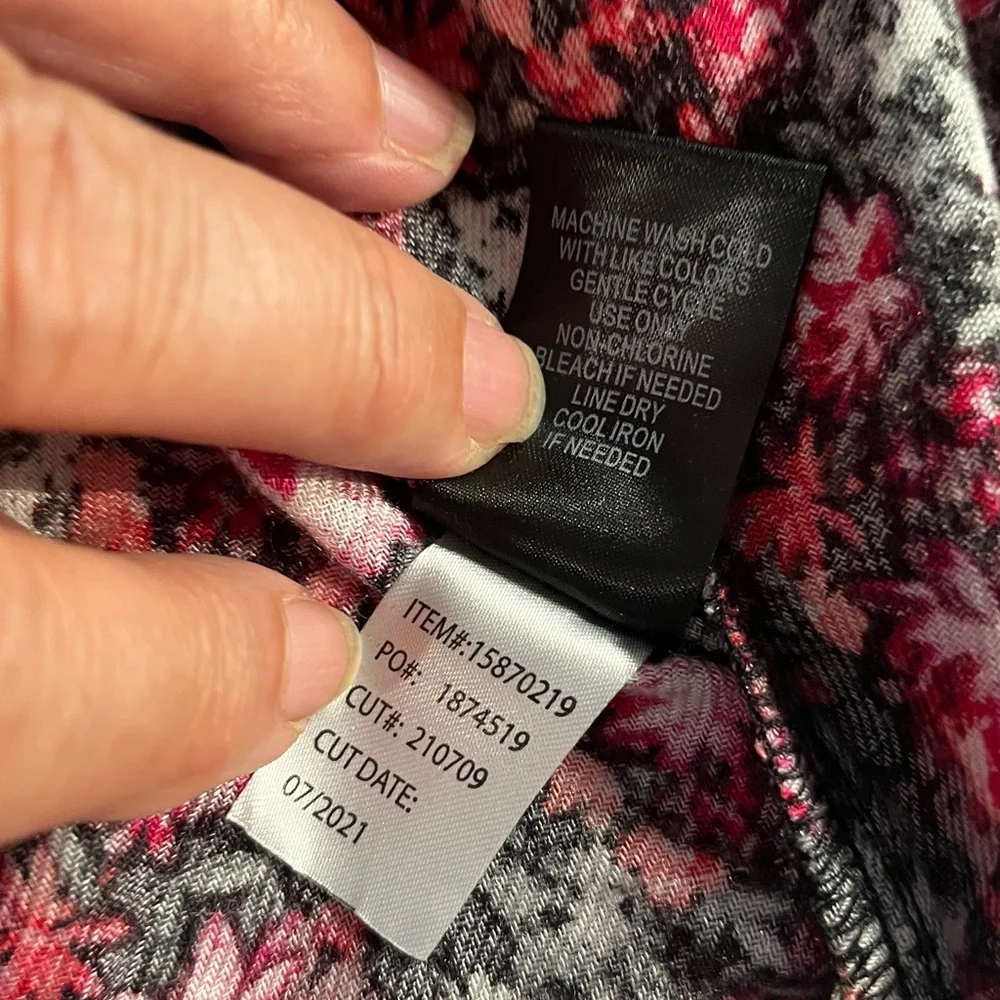 MACHINE WASH COLD
WITH LIKE COLORS
GENTLE CYCLE
USE ONLY
NON-CHLORINE
BLEACH IF NEEDED
LINE DRY
COOL IRON
IF NEEDED
ITEM#:15870219
PO#: 1874519
CUT#: 210709
CUT DATE:
07/2021